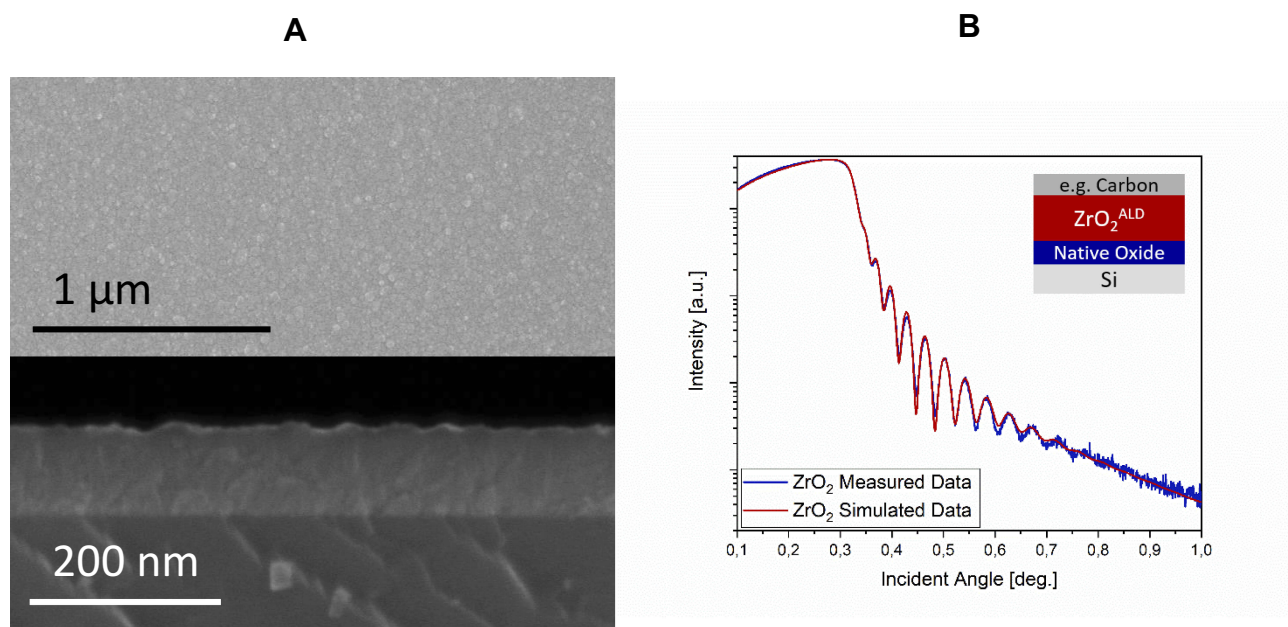 A
B
1 µm
200 nm
Intensity [a.u.]
e.g. Carbon
ZrO₂ᴬᴸᴰ
Native Oxide
Si
ZrO₂ Measured Data
ZrO₂ Simulated Data
0,1 0,2 0,3 0,4 0,5 0,6 0,7 0,8 0,9 1,0
Incident Angle [deg.]